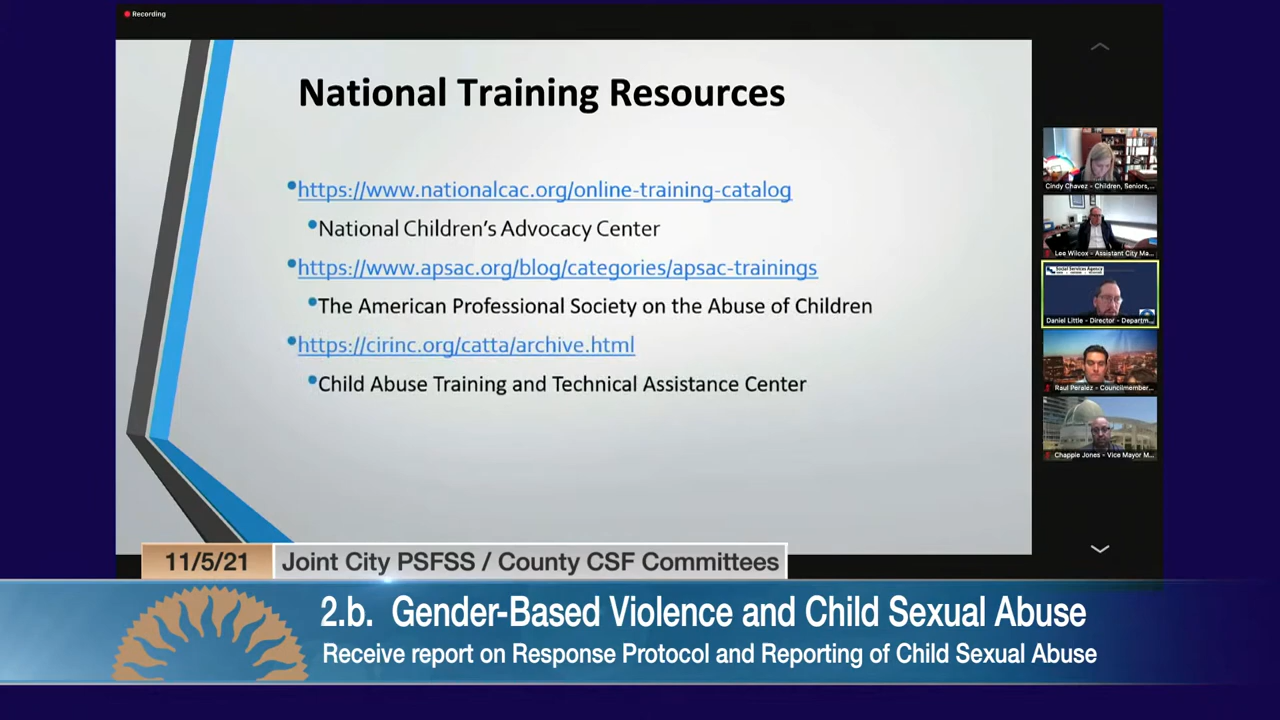 Recording
National Training Resources
•https://www.nationalcac.org/online-training-catalog
•National Children's Advocacy Center
•https://www.apsac.org/blog/categories/apsac-trainings
•The American Professional Society on the Abuse of Children
•https://cirinc.org/catta/archive.html
•Child Abuse Training and Technical Assistance Center
Cindy Chavez - Children, Seniors,...
Lee Wilcox - Assistant City Ma...
Social Services Agency
Daniel Little - Director - Departm...
Raul Peralez - Councilmember...
Chappie Jones - Vice Mayor M...
11/5/21
Joint City PSFSS / County CSF Committees
2.b. Gender-Based Violence and Child Sexual Abuse
Receive report on Response Protocol and Reporting of Child Sexual Abuse